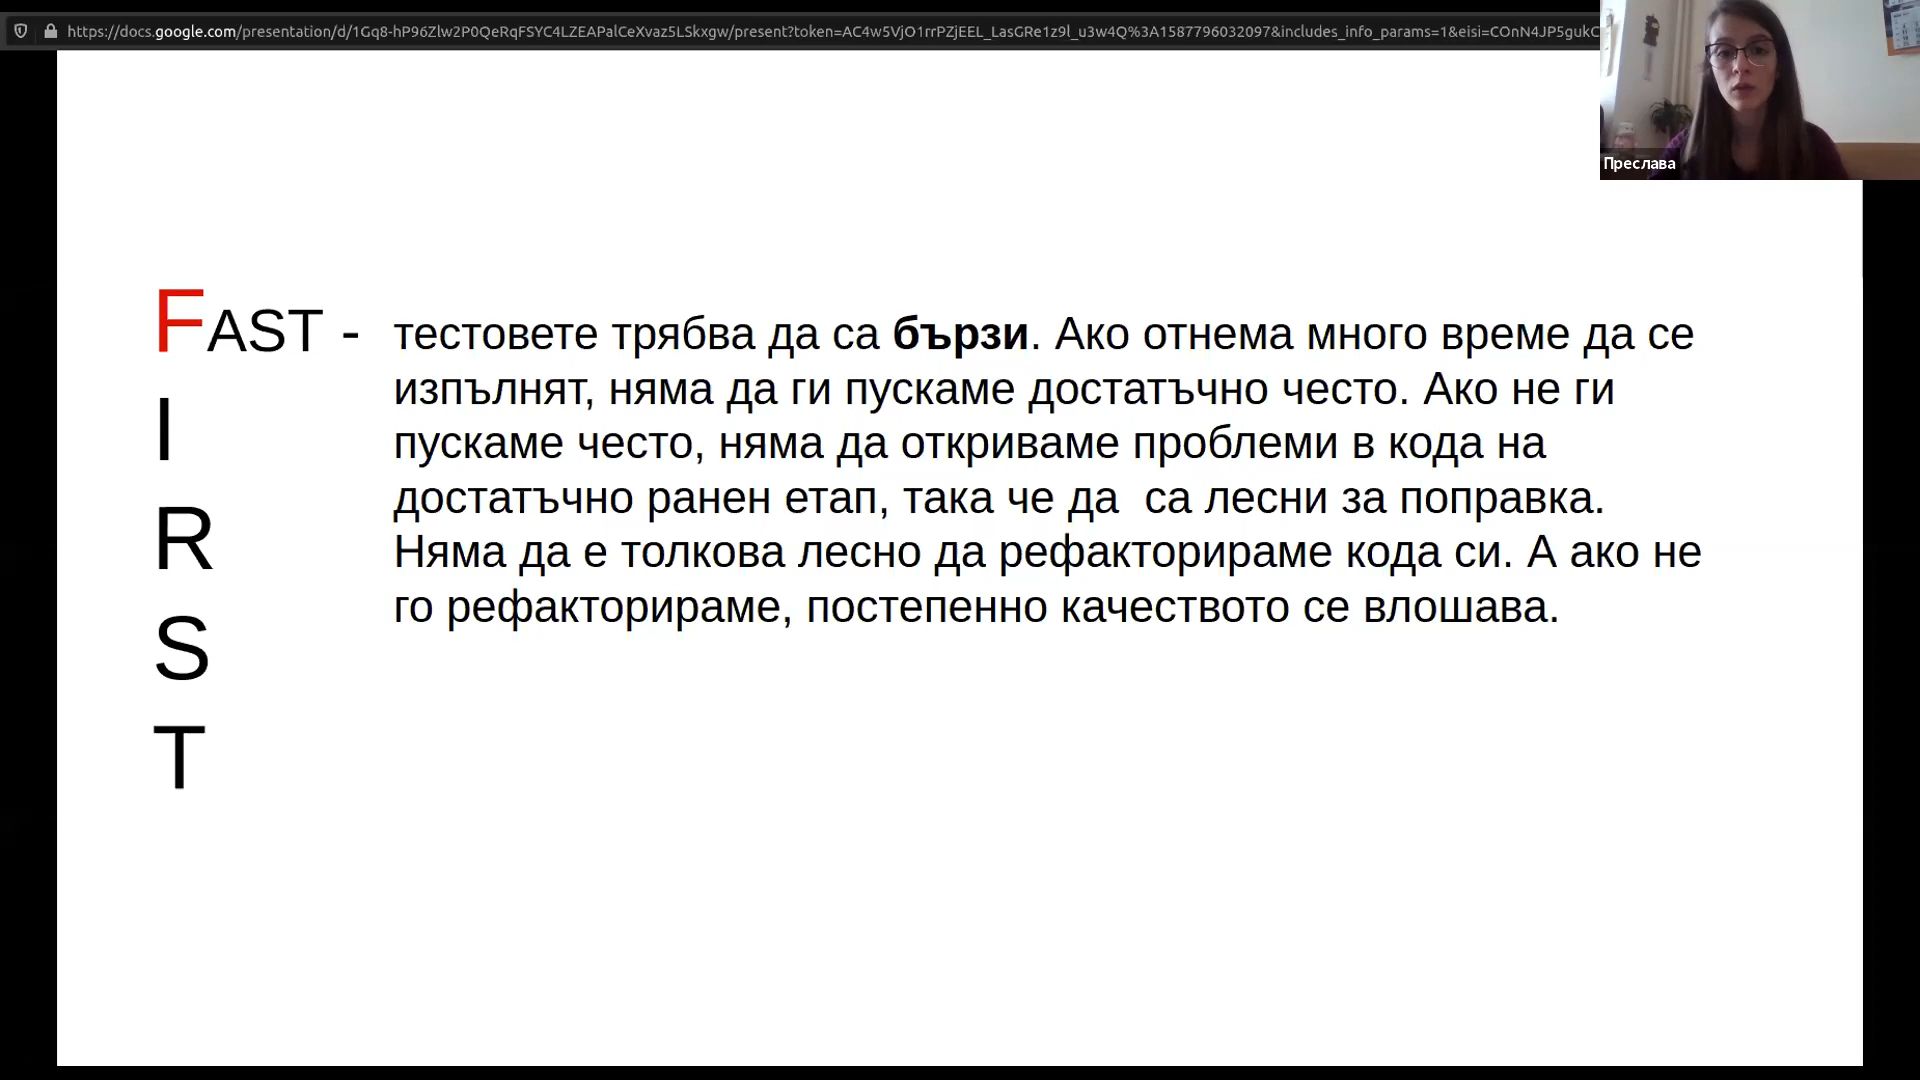 https://docs.google.com/presentation/d/1Gq8-hP96Zlw2P0QeRqFSYC4LZEAPalCeXvaz5LSkxgw/present?token=AC4w5VjO1rrPZjEEL_LasGRe1z9l_u3w4Q%3A1587796032097&includes_info_params=1&eisi=COnN4JP5gukC
Преслава
FAST - тестовете трябва да са бързи. Ако отнема много време да се
изпълнят, няма да ги пускаме достатъчно често. Ако не ги
пускаме често, няма да откриваме проблеми в кода на
достатъчно ранен етап, така че да  са лесни за поправка.
Няма да е толкова лесно да рефакторираме кода си. А ако не
го рефакторираме, постепенно качеството се влошава.
I
R
S
T